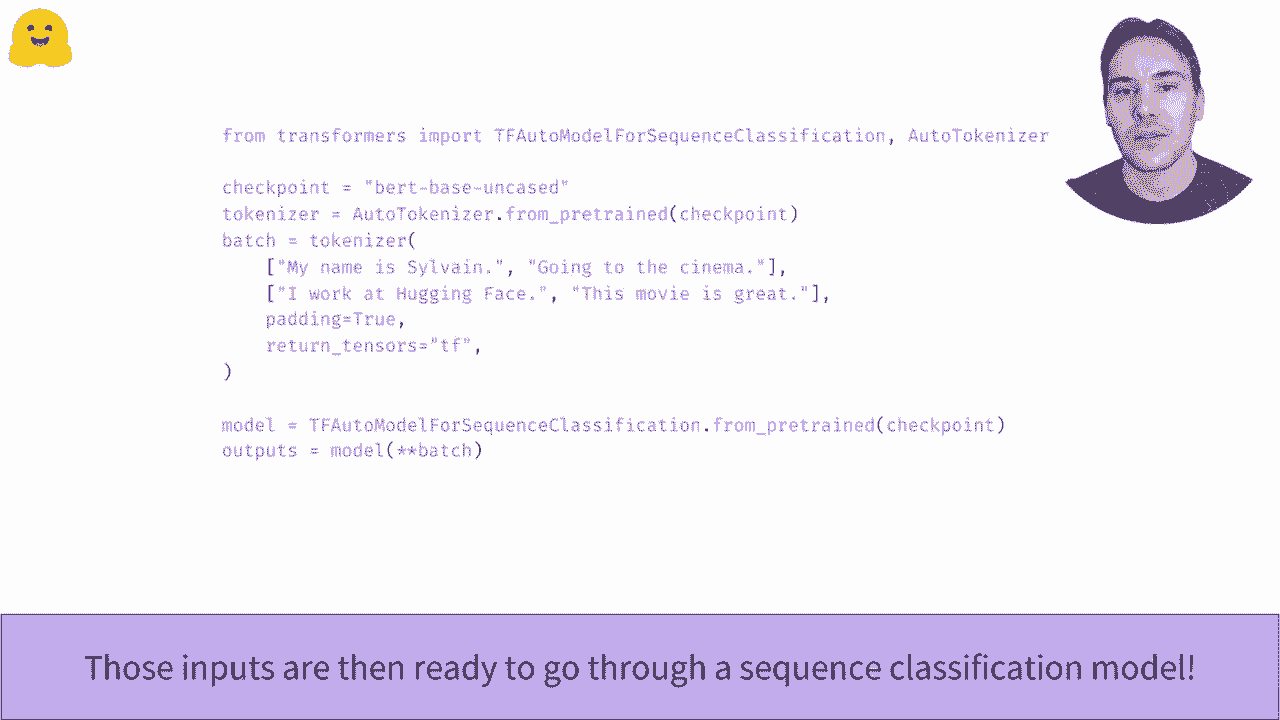 from transformers import TFAutoModelForSequenceClassification, AutoTokenizer
checkpoint = "bert-base-uncased"
tokenizer = AutoTokenizer.from_pretrained(checkpoint)
batch = tokenizer(
    ["My name is Sylvain.", "Going to the cinema."],
    ["I work at Hugging Face.", "This movie is great."],
    padding=True,
    return_tensors="tf",
)
model = TFAutoModelForSequenceClassification.from_pretrained(checkpoint)
outputs = model(**batch)
Those inputs are then ready to go through a sequence classification model!